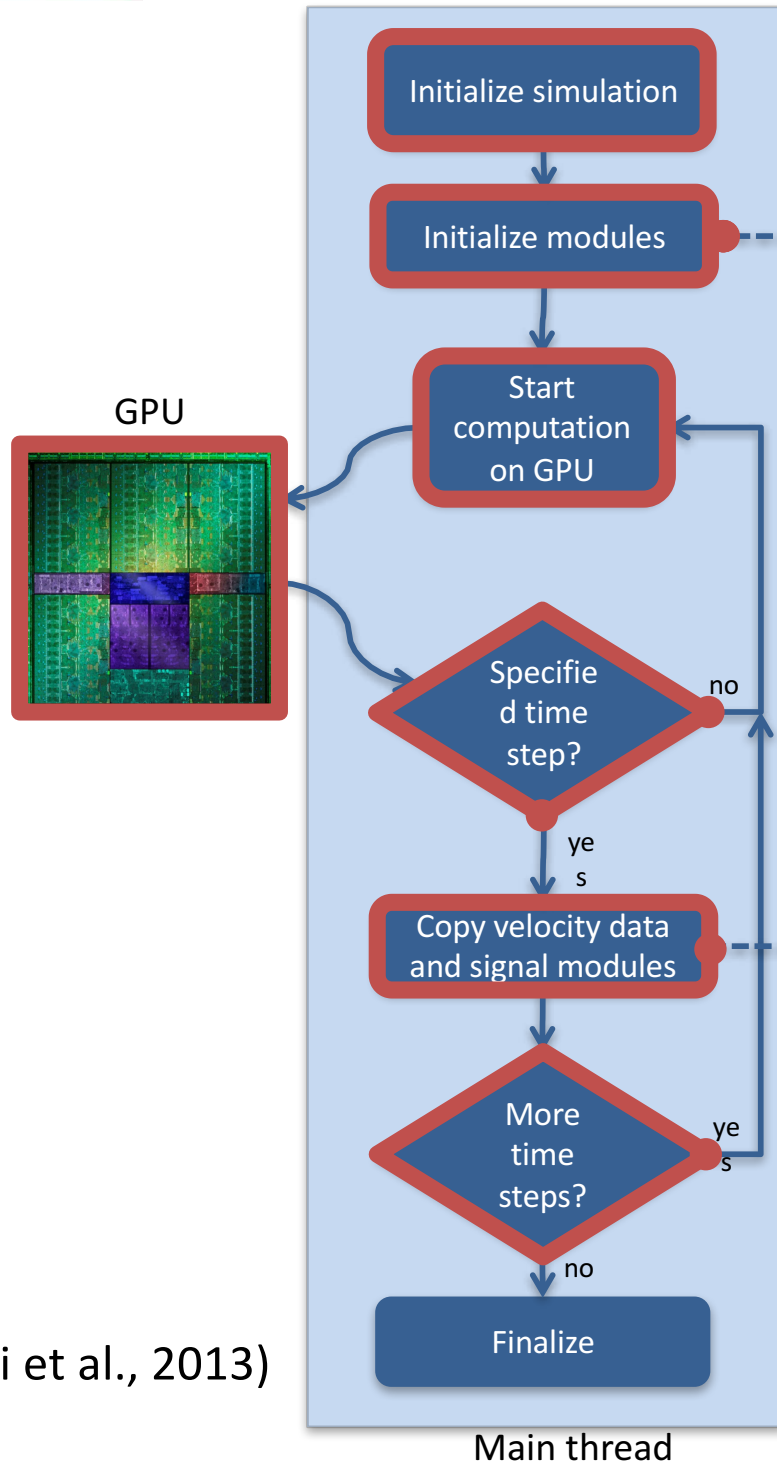 Initialize simulation
Initialize modules
Start
computation
on GPU
GPU
Specifie
d time
step?
no
ye
s
Copy velocity data
and signal modules
More
time
steps?
ye
s
no
Finalize
i et al., 2013)
Main thread